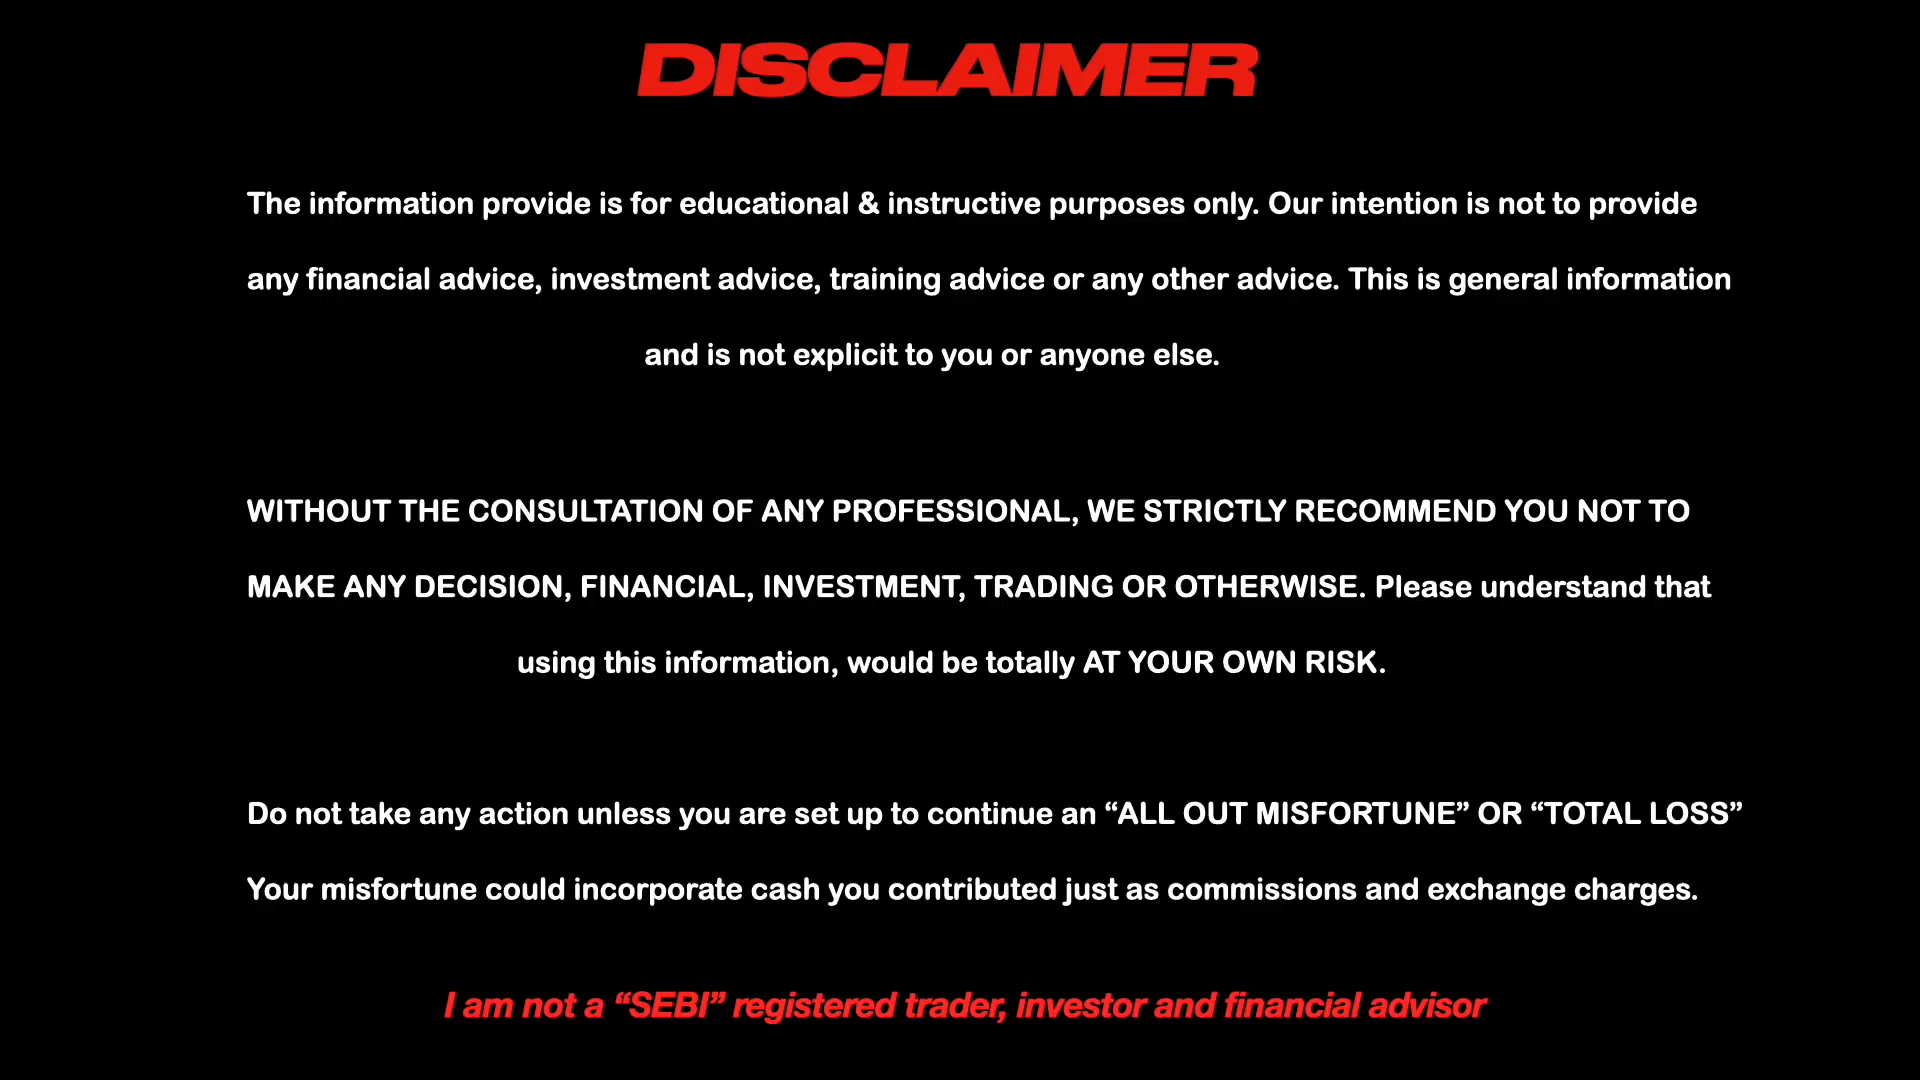 DISCLAIMER
The information provide is for educational & instructive purposes only. Our intention is not to provide
any financial advice, investment advice, training advice or any other advice. This is general information
and is not explicit to you or anyone else.
WITHOUT THE CONSULTATION OF ANY PROFESSIONAL, WE STRICTLY RECOMMEND YOU NOT TO
MAKE ANY DECISION, FINANCIAL, INVESTMENT, TRADING OR OTHERWISE. Please understand that
using this information, would be totally AT YOUR OWN RISK.
Do not take any action unless you are set up to continue an “ALL OUT MISFORTUNE” OR “TOTAL LOSS”
Your misfortune could incorporate cash you contributed just as commissions and exchange charges.
I am not a “SEBI” registered trader, investor and financial advisor